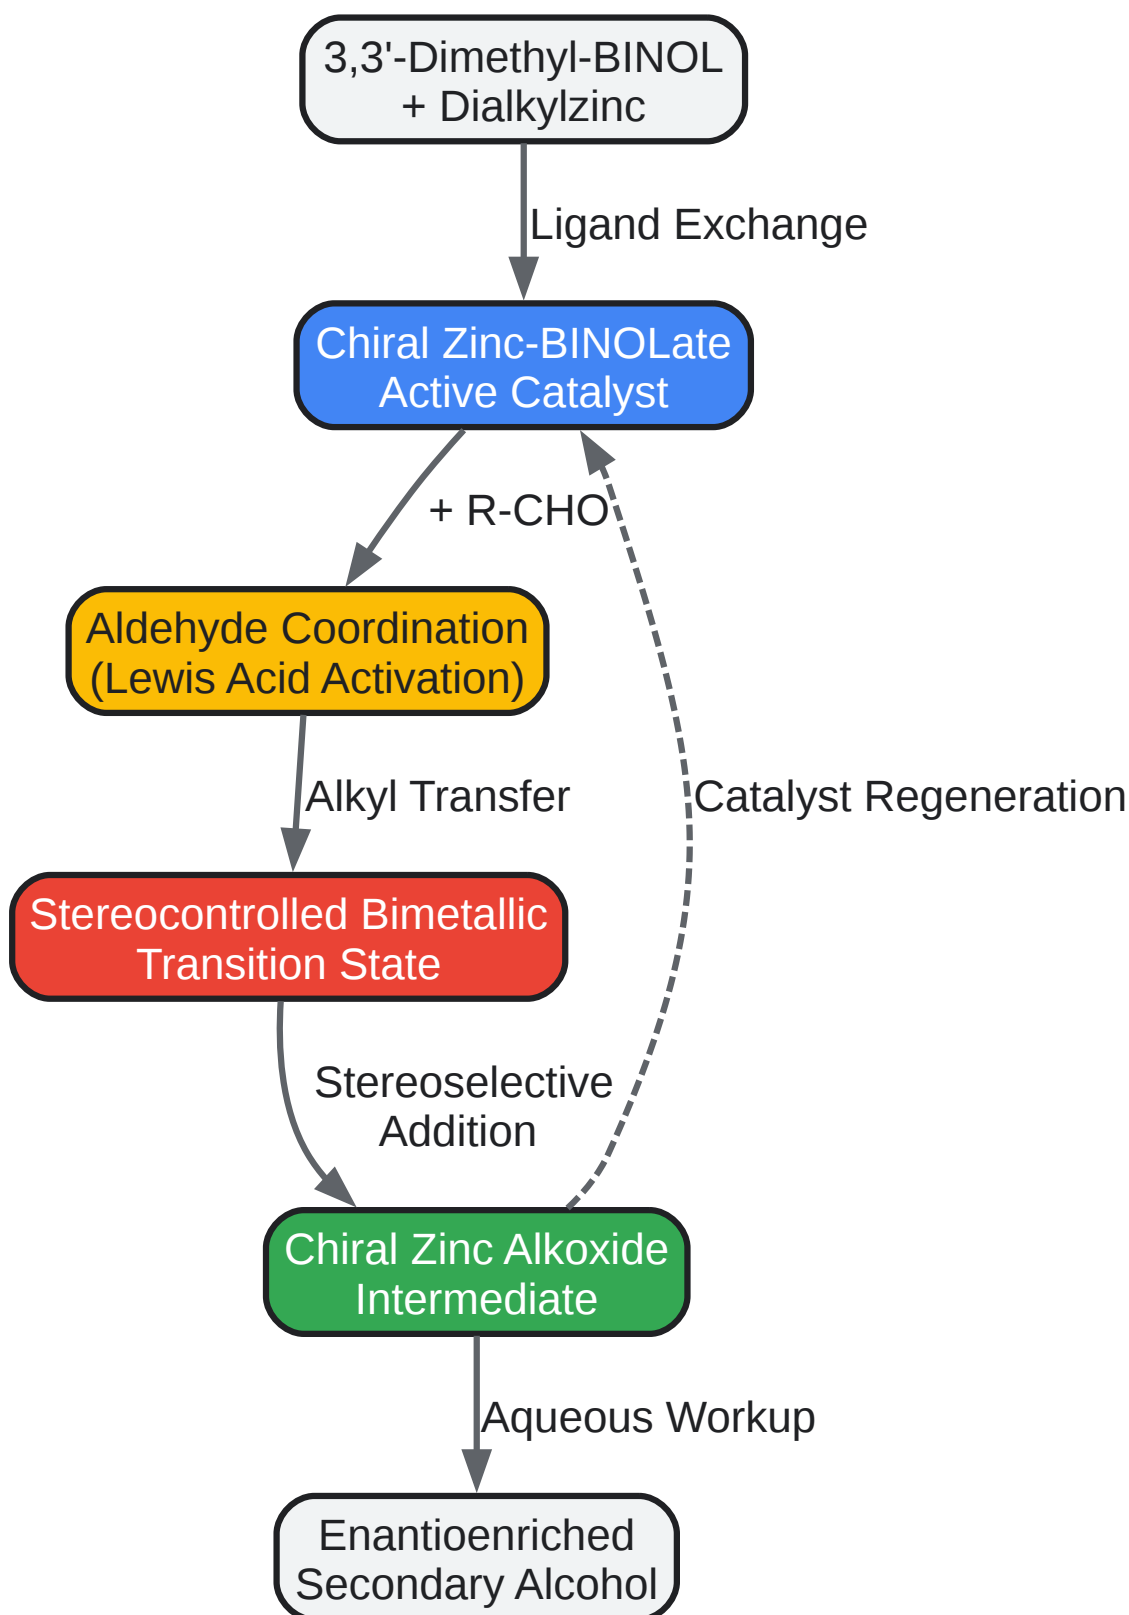 3,3'-Dimethyl-BINOL
+ Dialkylzinc
Ligand Exchange
Chiral Zinc-BINOLate
Active Catalyst
+ R-CHO
Aldehyde Coordination
(Lewis Acid Activation)
Alkyl Transfer
Catalyst Regeneration
Stereocontrolled Bimetallic
Transition State
Stereoselective
Addition
Chiral Zinc Alkoxide
Intermediate
Aqueous Workup
Enantioenriched
Secondary Alcohol